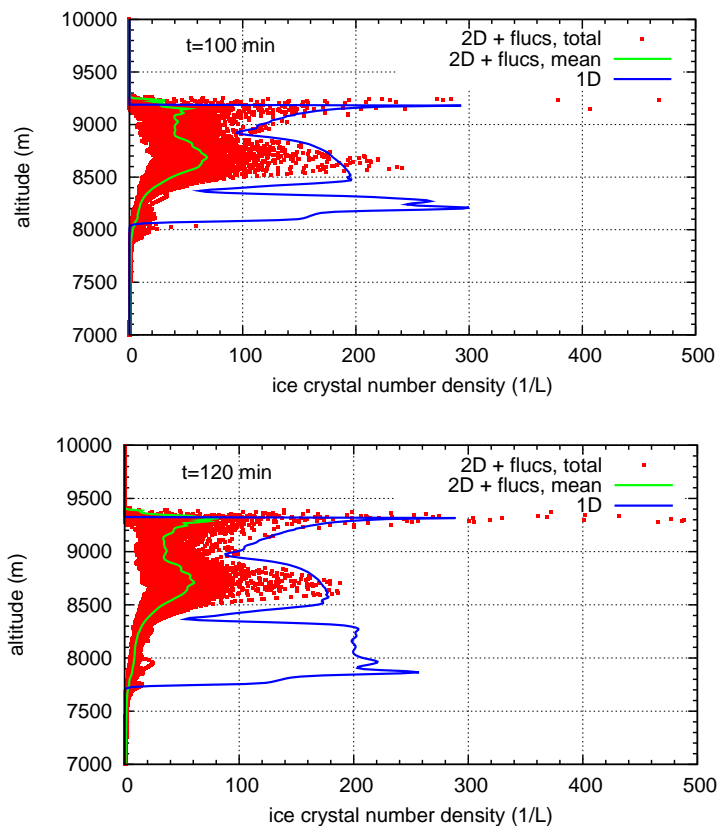 t=100 min
2D + flucs, total
2D + flucs, mean
1D
10000
9500
9000
8500
8000
7500
7000
altitude (m)
0 100 200 300 400 500
ice crystal number density (1/L)
t=120 min
2D + flucs, total
2D + flucs, mean
1D
10000
9500
9000
8500
8000
7500
7000
altitude (m)
0 100 200 300 400 500
ice crystal number density (1/L)